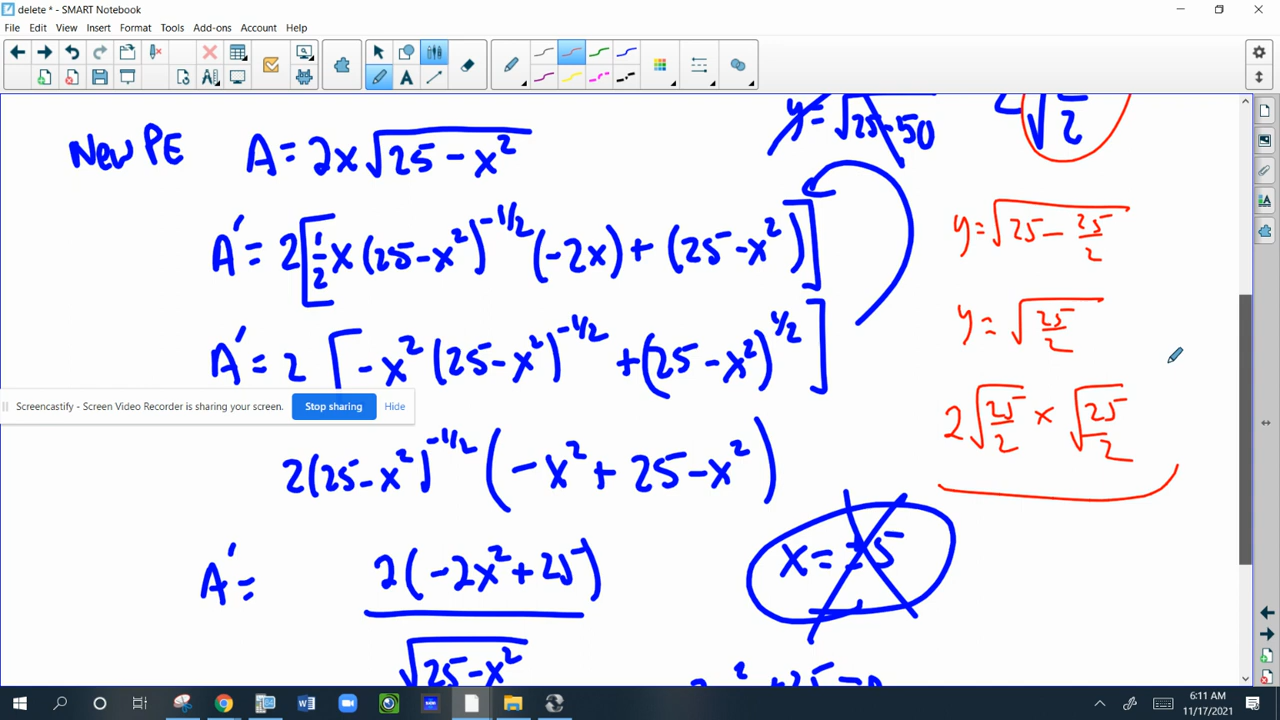 delete * - SMART Notebook
File Edit View Insert Format Tools Add-ons Account Help
New PE A = 2x√(25 - x²)
A' = 2[½x(25-x²)^(-1/2)(-2x) + (25-x²)]
A' = 2[-x²(25-x²)^(-1/2) + (25-x²)^(1/2)]
Screencastify - Screen Video Recorder is sharing your screen. Stop sharing Hide
2(25-x²)^(-1/2)(-x² + 25 - x²)
A' = 2(-2x²+25)
√(25-x²)
y = √(25-50)
√ 2
y = √(25 - 25/2)
y = √(25/2)
2√(25/2) × √(25/2)
x = ±5
6:11 AM
11/17/2021